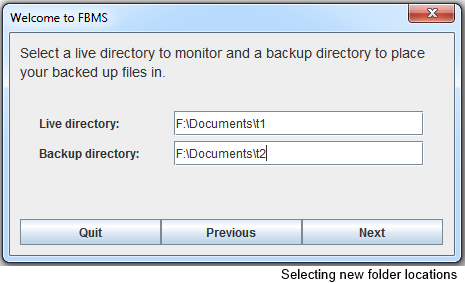 Welcome to FBMS
Select a live directory to monitor and a backup directory to place
your backed up files in.
Live directory: F:\Documents\t1
Backup directory: F:\Documents\t2
Quit Previous Next
Selecting new folder locations